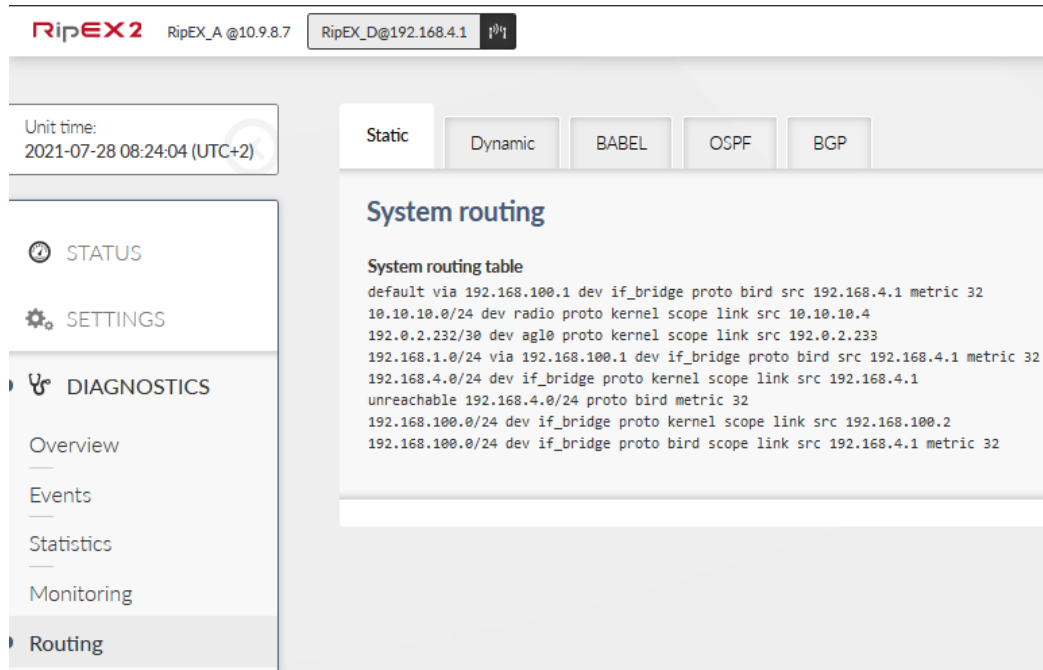 RipEX2 RipEX_A @10.9.8.7 RipEX_D@192.168.4.1
Unit time:
2021-07-28 08:24:04 (UTC+2)
STATUS
SETTINGS
DIAGNOSTICS
Overview
Events
Statistics
Monitoring
Routing
Static Dynamic BABEL OSPF BGP
System routing
System routing table
default via 192.168.100.1 dev if_bridge proto bird src 192.168.4.1 metric 32
10.10.10.0/24 dev radio proto kernel scope link src 10.10.10.4
192.0.2.232/30 dev agl0 proto kernel scope link src 192.0.2.233
192.168.1.0/24 via 192.168.100.1 dev if_bridge proto bird src 192.168.4.1 metric 32
192.168.4.0/24 dev if_bridge proto kernel scope link src 192.168.4.1
unreachable 192.168.4.0/24 proto bird metric 32
192.168.100.0/24 dev if_bridge proto kernel scope link src 192.168.100.2
192.168.100.0/24 dev if_bridge proto bird scope link src 192.168.4.1 metric 32